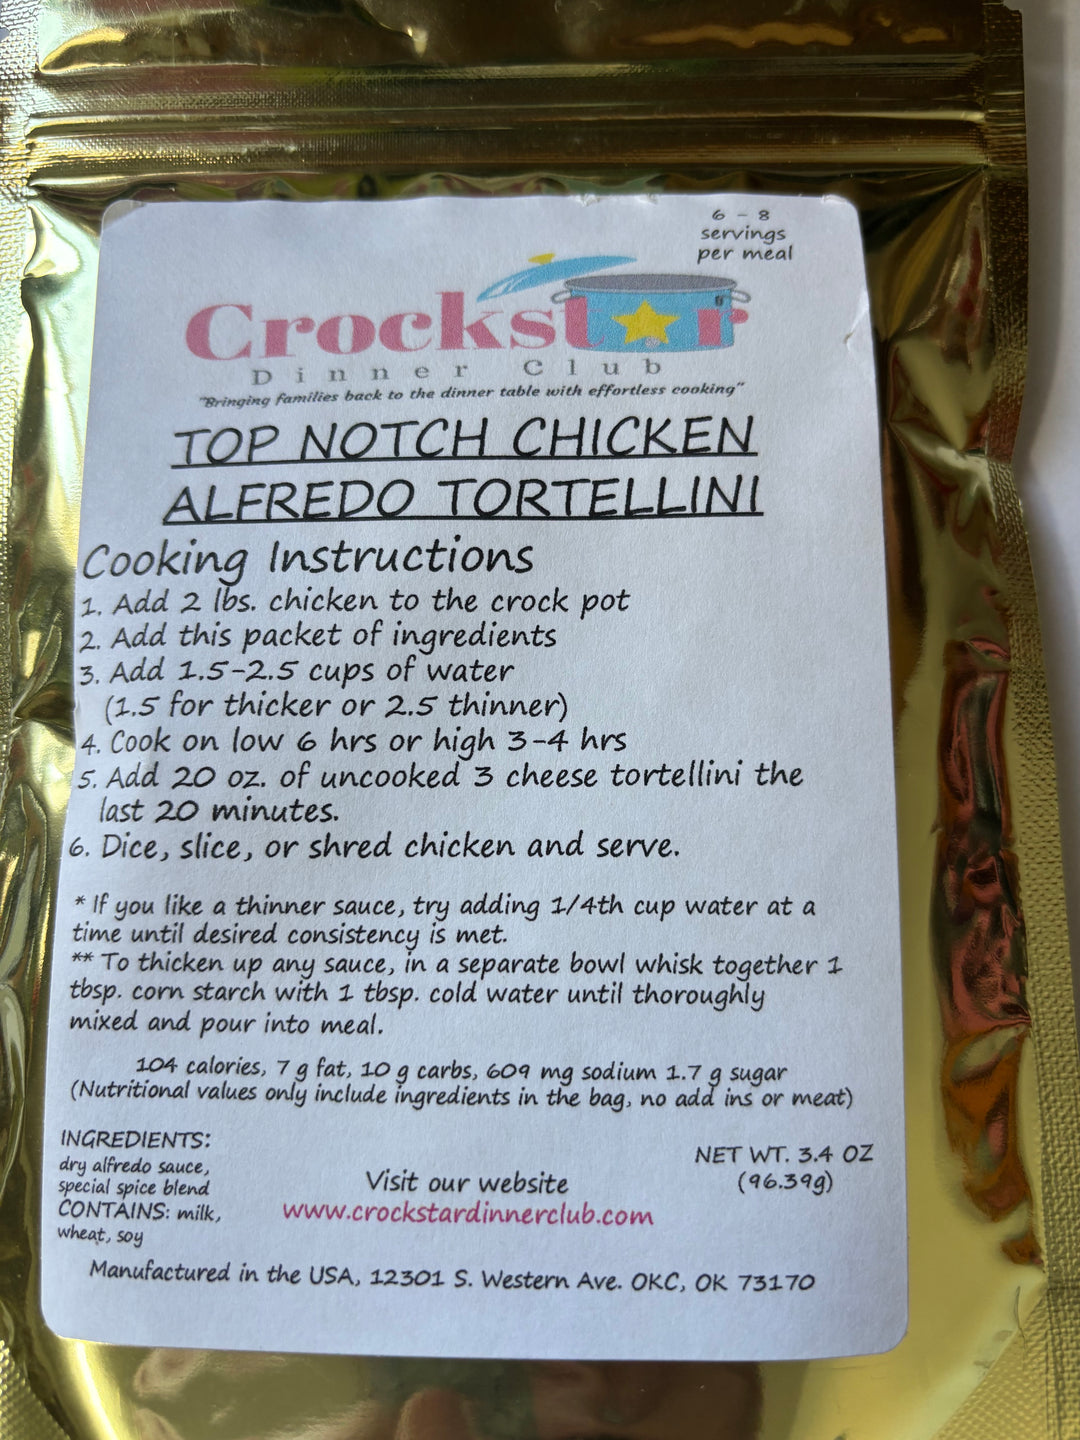 6 - 8
servings
per meal
Crockstar
Dinner Club
"Bringing families back to the dinner table with effortless cooking"
TOP NOTCH CHICKEN
ALFREDO TORTELLINI
Cooking Instructions
1. Add 2 lbs. chicken to the crock pot
2. Add this packet of ingredients
3. Add 1.5-2.5 cups of water
(1.5 for thicker or 2.5 thinner)
4. Cook on low 6 hrs or high 3-4 hrs
5. Add 20 oz. of uncooked 3 cheese tortellini the
last 20 minutes.
6. Dice, slice, or shred chicken and serve.
* If you like a thinner sauce, try adding 1/4th cup water at a
time until desired consistency is met.
** To thicken up any sauce, in a separate bowl whisk together 1
tbsp. corn starch with 1 tbsp. cold water until thoroughly
mixed and pour into meal.
104 calories, 7 g fat, 10 g carbs, 609 mg sodium 1.7 g sugar
(Nutritional values only include ingredients in the bag, no add ins or meat)
INGREDIENTS:
dry alfredo sauce,
special spice blend
CONTAINS: milk,
wheat, soy
Visit our website
www.crockstardinnerclub.com
NET WT. 3.4 OZ
(96.39g)
Manufactured in the USA, 12301 S. Western Ave. OKC, OK 73170